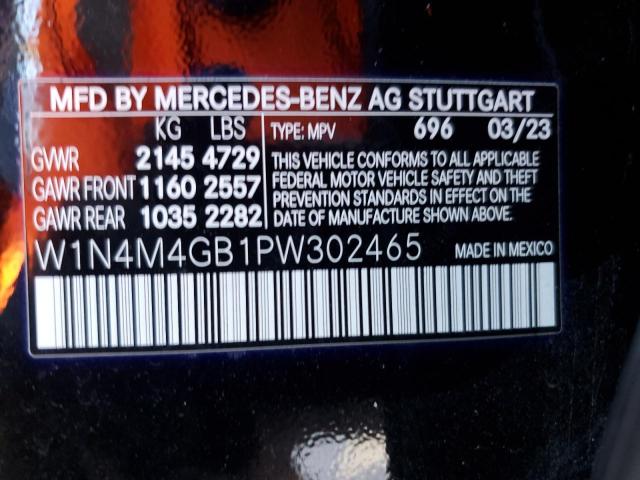 MFD BY MERCEDES-BENZ AG STUTTGART
KG LBS TYPE: MPV 696 03/23
GVWR 2145 4729
GAWR FRONT 1160 2557
GAWR REAR 1035 2282
THIS VEHICLE CONFORMS TO ALL APPLICABLE
FEDERAL MOTOR VEHICLE SAFETY AND THEFT
PREVENTION STANDARDS IN EFFECT ON THE
DATE OF MANUFACTURE SHOWN ABOVE.
W1N4M4GB1PW302465 MADE IN MEXICO